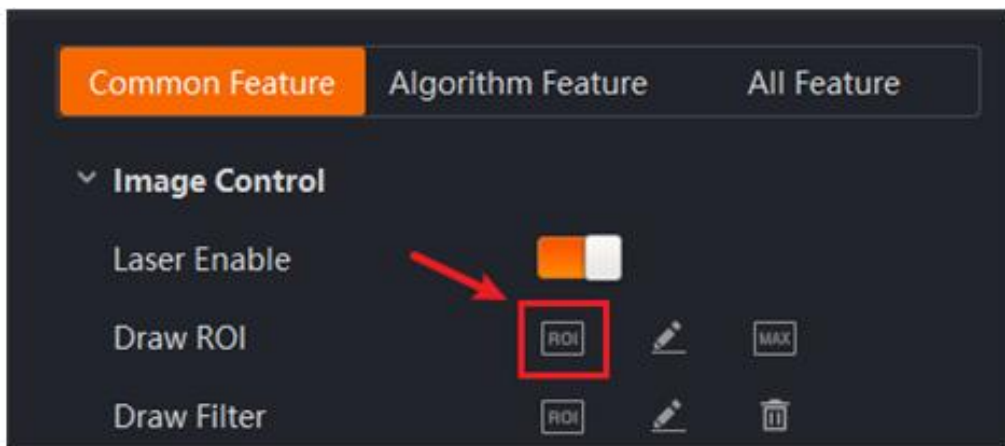 Common Feature Algorithm Feature All Feature
Image Control
Laser Enable
Draw ROI ROI MAX
Draw Filter ROI